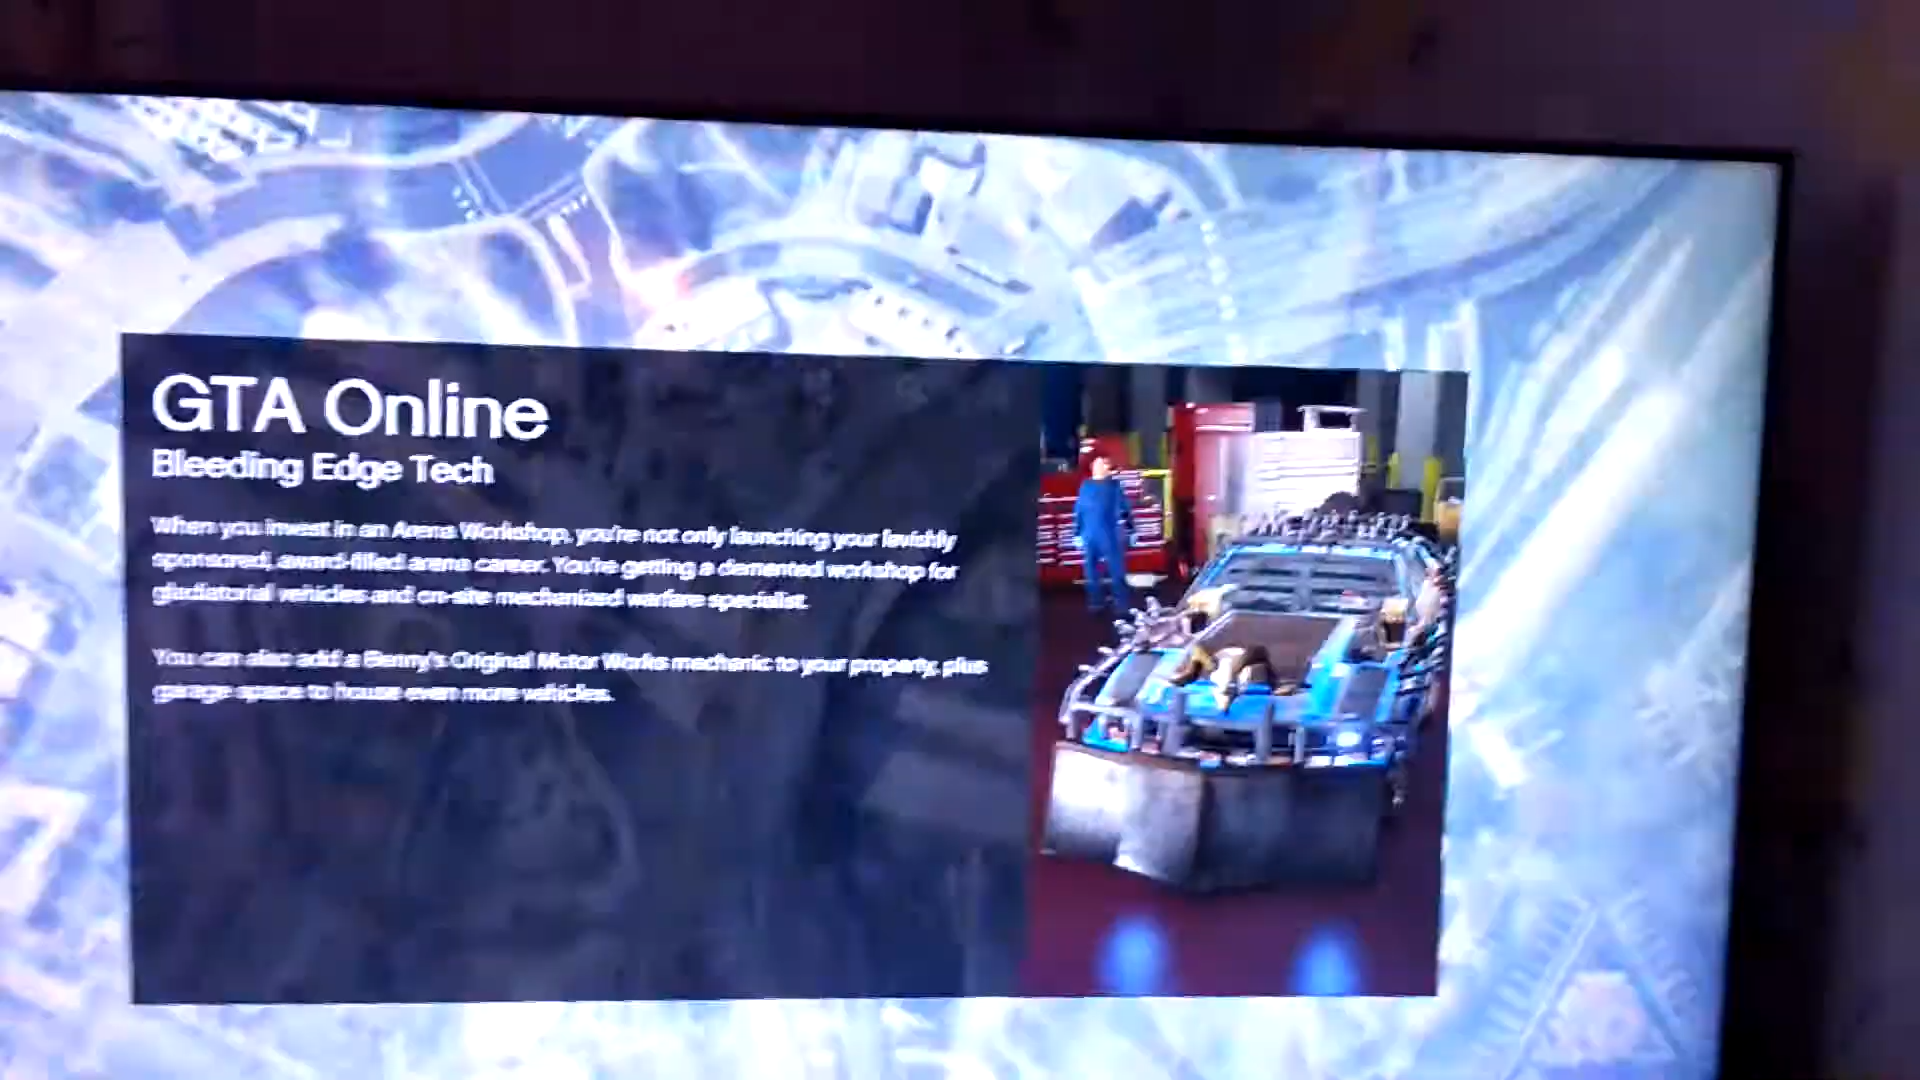 GTA Online
Bleeding Edge Tech
When you invest in an Arena Workshop, you're not only launching your lavishly
sponsored, award-filled arena career. You're getting a demented workshop for
gladiatorial vehicles and on-site mechanized warfare specialist.
You can also add a Benny's Original Motor Works mechanic to your property, plus
garage space to house even more vehicles.